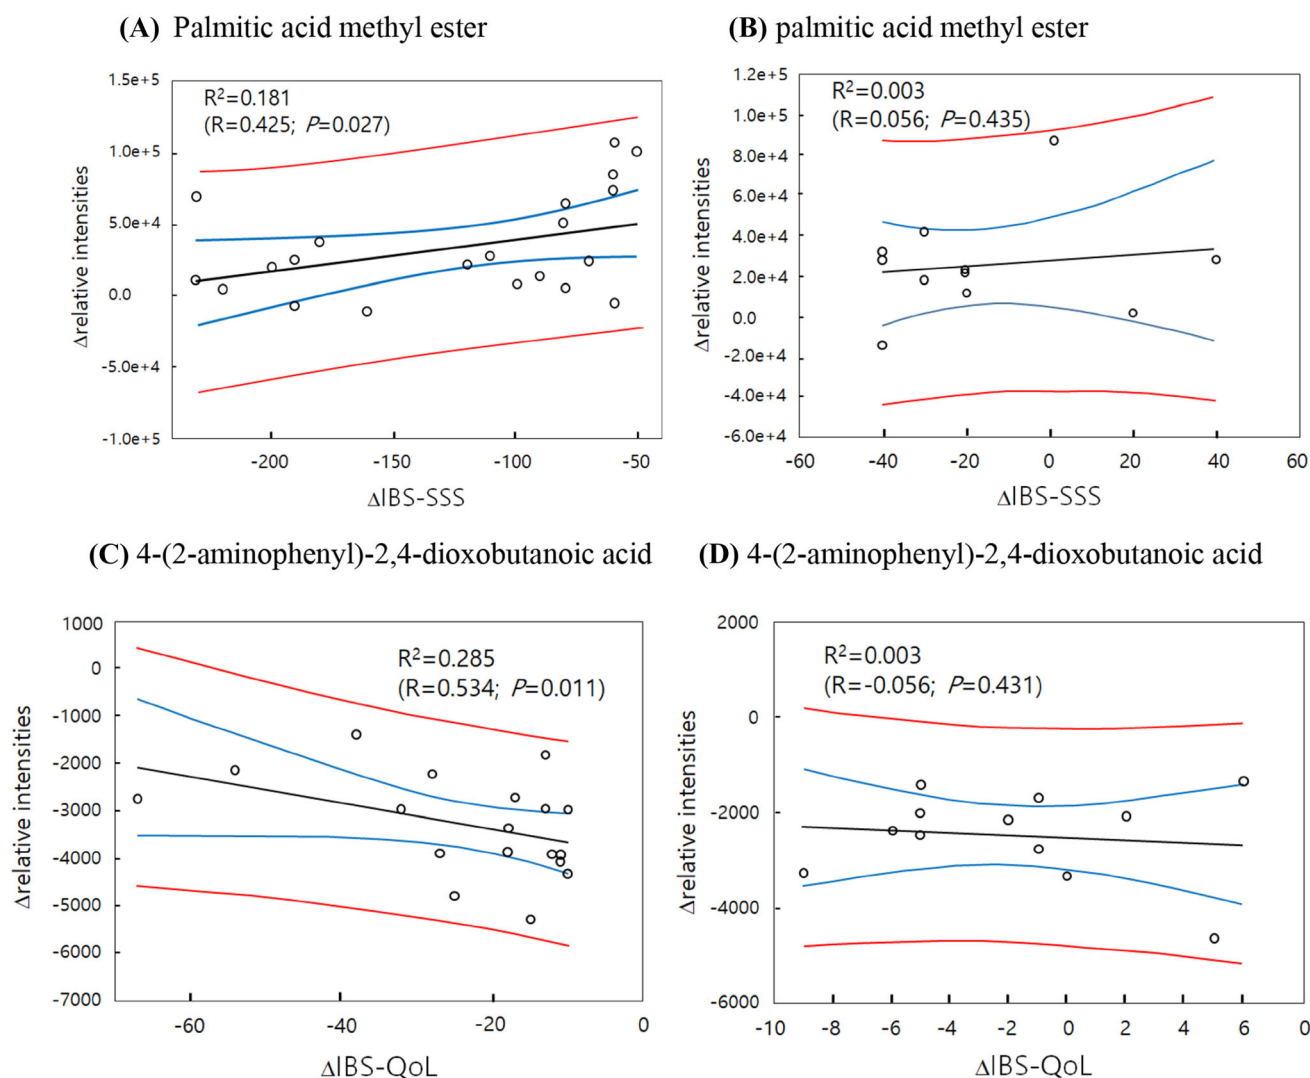 (A) Palmitic acid methyl ester
1.5e+5
1.0e+5
5.0e+4
0.0
-5.0e+4
-1.0e+5
Δrelative intensities
R²=0.181
(R=0.425; P=0.027)
-200
-150
-100
-50
ΔIBS-SSS
(B) palmitic acid methyl ester
1.2e+5
1.0e+5
8.0e+4
6.0e+4
4.0e+4
2.0e+4
0.0
-2.0e+4
-4.0e+4
-6.0e+4
Δrelative intensities
R²=0.003
(R=0.056; P=0.435)
-60
-40
-20
0
20
40
60
ΔIBS-SSS
(C) 4-(2-aminophenyl)-2,4-dioxobutanoic acid
1000
0
-1000
-2000
-3000
-4000
-5000
-6000
-7000
Δrelative intensities
R²=0.285
(R=0.534; P=0.011)
-60
-40
-20
0
ΔIBS-QoL
(D) 4-(2-aminophenyl)-2,4-dioxobutanoic acid
2000
0
-2000
-4000
-6000
Δrelative intensities
R²=0.003
(R=-0.056; P=0.431)
-10
-8
-6
-4
-2
0
2
4
6
0
ΔIBS-QoL